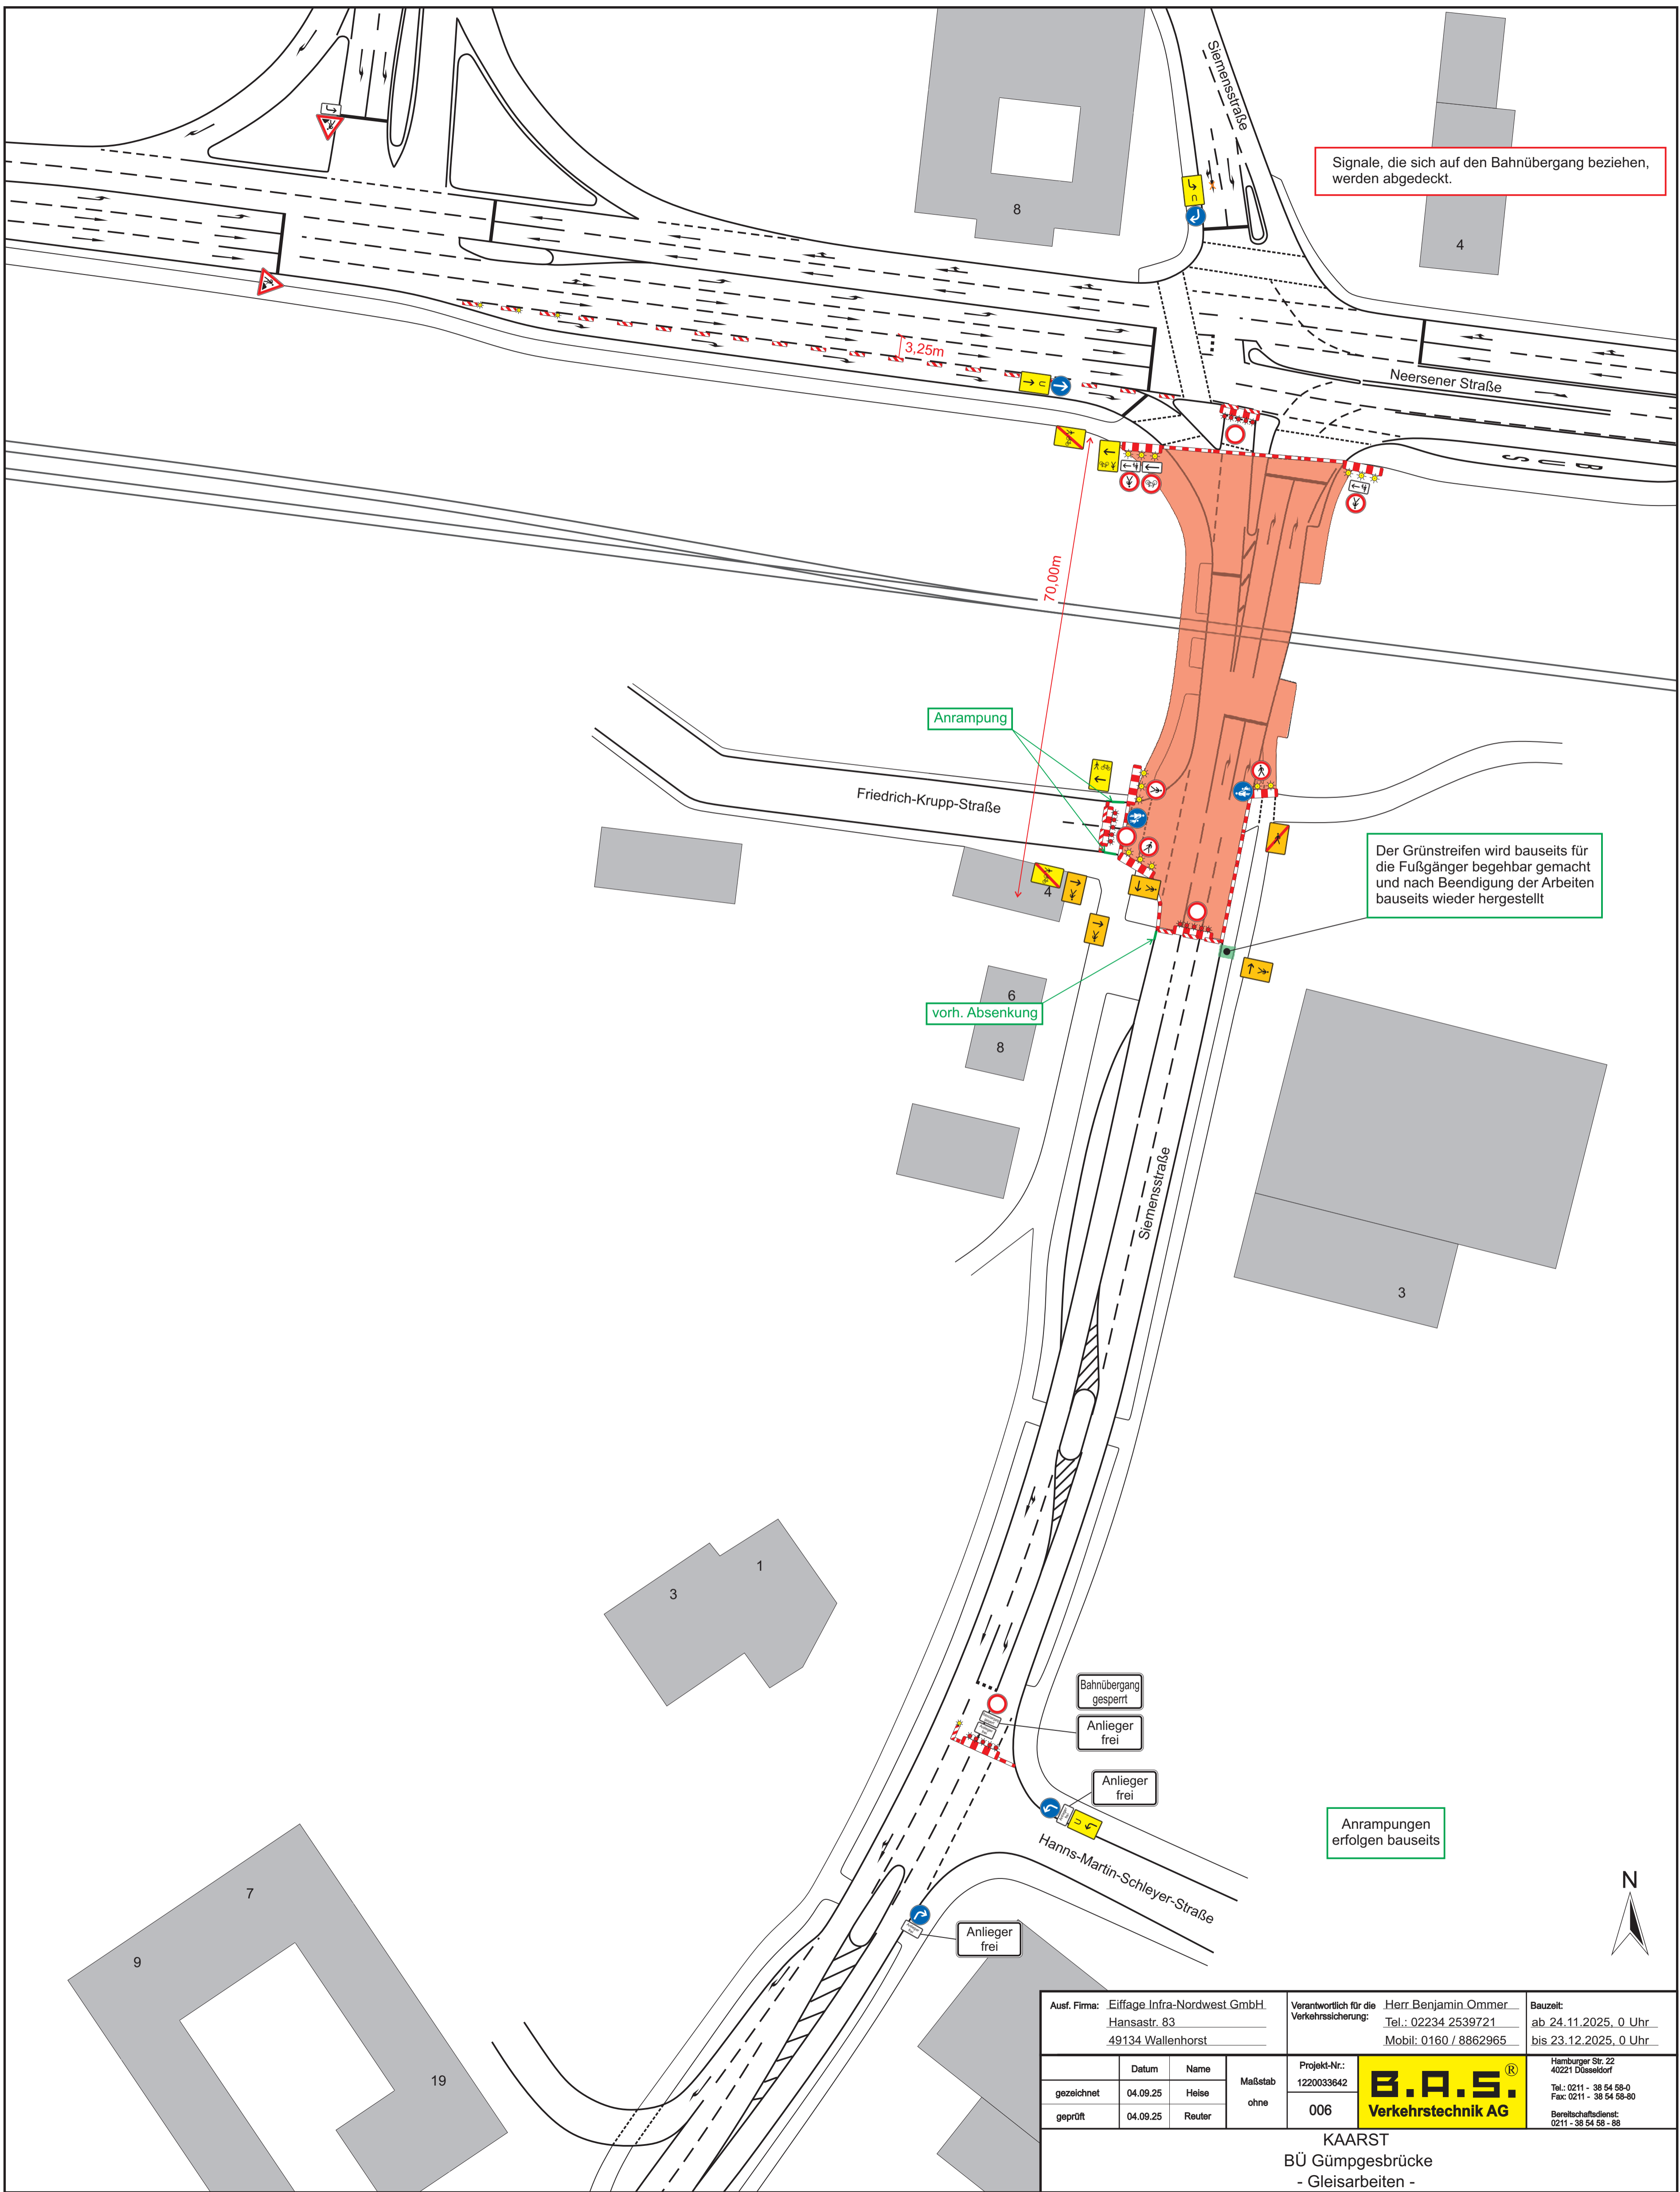 Siemensstraße
Signale, die sich auf den Bahnübergang beziehen,
werden abgedeckt.
8
4
3,25m
Neersener Straße
BUS
70,00m
Anrampung
Friedrich-Krupp-Straße
Der Grünstreifen wird bauseits für
die Fußgänger begehbar gemacht
und nach Beendigung der Arbeiten
bauseits wieder hergestellt
4
6
vorh. Absenkung
8
Siemensstraße
3
1
3
Bahnübergang
gesperrt
Anlieger
frei
Anlieger
frei
Anrampungen
erfolgen bauseits
Hanns-Martin-Schleyer-Straße
7
N
9
Anlieger
frei
19
Ausf. Firma: Eiffage Infra-Nordwest GmbH
Hansastr. 83
49134 Wallenhorst
Verantwortlich für die
Verkehrssicherung:
Herr Benjamin Ommer
Tel.: 02234 2539721
Mobil: 0160 / 8862965
Bauzeit:
ab 24.11.2025, 0 Uhr
bis 23.12.2025, 0 Uhr
Datum Name
gezeichnet 04.09.25 Heise
geprüft 04.09.25 Reuter
Maßstab
ohne
Projekt-Nr.:
1220033642
006
B.A.S.®
Verkehrstechnik AG
Hamburger Str. 22
40221 Düsseldorf
Tel.: 0211 - 38 54 58-0
Fax: 0211 - 38 54 58-80
Bereitschaftsdienst:
0211 - 38 54 58 - 88
KAARST
BÜ Gümpgesbrücke
- Gleisarbeiten -